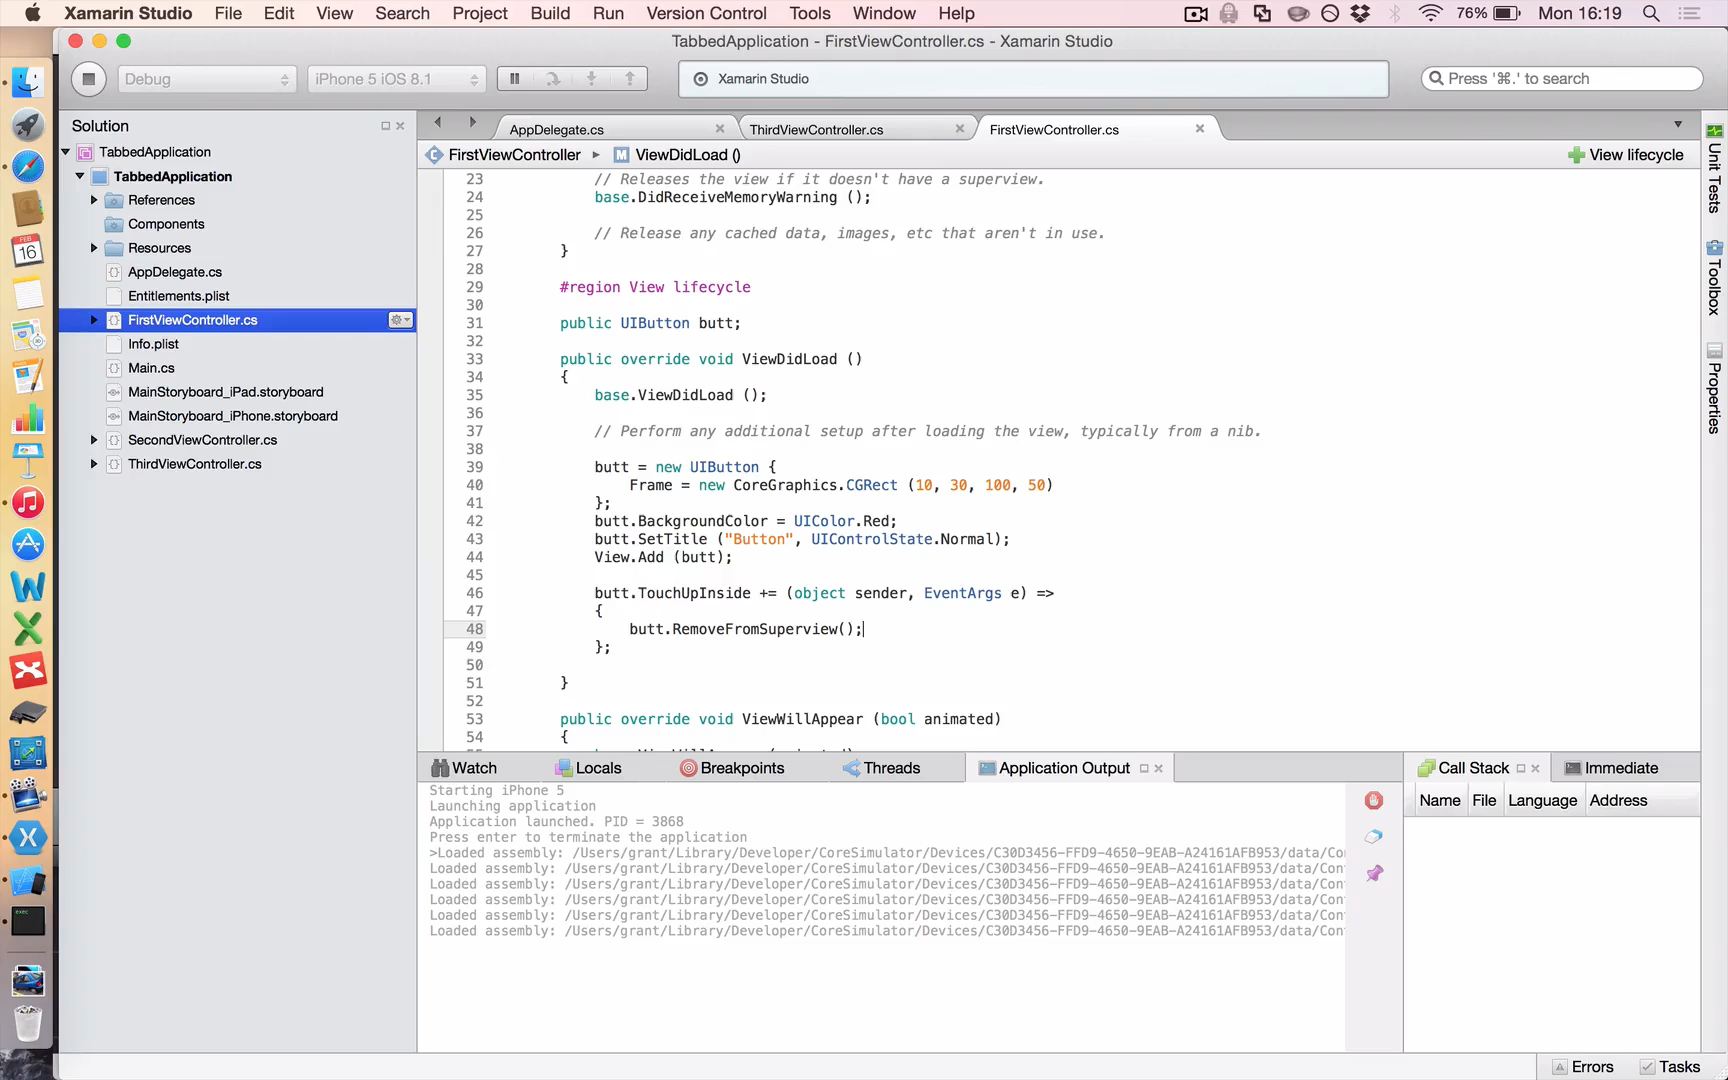 Xamarin Studio File Edit View Search Project Build Run Version Control Tools Window Help 76% Mon 16:19
TabbedApplication - FirstViewController.cs - Xamarin Studio
Debug iPhone 5 iOS 8.1 Xamarin Studio Press '⌘.' to search
Solution
TabbedApplication
TabbedApplication
References
Components
Resources
AppDelegate.cs
Entitlements.plist
FirstViewController.cs
Info.plist
Main.cs
MainStoryboard_iPad.storyboard
MainStoryboard_iPhone.storyboard
SecondViewController.cs
ThirdViewController.cs
FEB
16
exec
AppDelegate.cs ThirdViewController.cs FirstViewController.cs
C FirstViewController M ViewDidLoad () View lifecycle
23 // Releases the view if it doesn't have a superview.
24 base.DidReceiveMemoryWarning ();
25
26 // Release any cached data, images, etc that aren't in use.
27 }
28
29 #region View lifecycle
30
31 public UIButton butt;
32
33 public override void ViewDidLoad ()
34 {
35 base.ViewDidLoad ();
36
37 // Perform any additional setup after loading the view, typically from a nib.
38
39 butt = new UIButton {
40 Frame = new CoreGraphics.CGRect (10, 30, 100, 50)
41 };
42 butt.BackgroundColor = UIColor.Red;
43 butt.SetTitle ("Button", UIControlState.Normal);
44 View.Add (butt);
45
46 butt.TouchUpInside += (object sender, EventArgs e) =>
47 {
48 butt.RemoveFromSuperview();
49 };
50
51 }
52
53 public override void ViewWillAppear (bool animated)
54 {
Unit Tests
Toolbox
Properties
Watch Locals Breakpoints Threads Application Output
Starting iPhone 5
Launching application
Application launched. PID = 3868
Press enter to terminate the application
>Loaded assembly: /Users/grant/Library/Developer/CoreSimulator/Devices/C30D3456-FFD9-4650-9EAB-A24161AFB953/data/Con
Loaded assembly: /Users/grant/Library/Developer/CoreSimulator/Devices/C30D3456-FFD9-4650-9EAB-A24161AFB953/data/Con
Loaded assembly: /Users/grant/Library/Developer/CoreSimulator/Devices/C30D3456-FFD9-4650-9EAB-A24161AFB953/data/Con
Loaded assembly: /Users/grant/Library/Developer/CoreSimulator/Devices/C30D3456-FFD9-4650-9EAB-A24161AFB953/data/Con
Loaded assembly: /Users/grant/Library/Developer/CoreSimulator/Devices/C30D3456-FFD9-4650-9EAB-A24161AFB953/data/Con
Loaded assembly: /Users/grant/Library/Developer/CoreSimulator/Devices/C30D3456-FFD9-4650-9EAB-A24161AFB953/data/Con
Call Stack Immediate
Name File Language Address
Errors Tasks